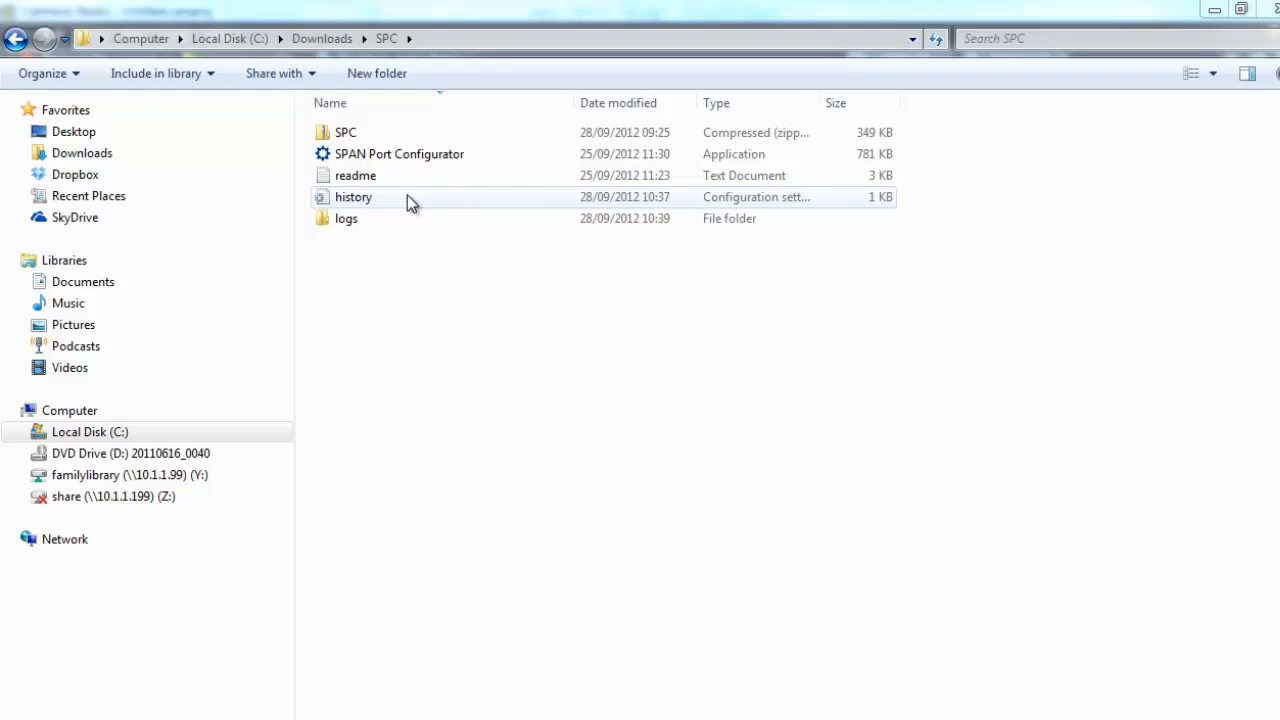 Computer Local Disk (C:) Downloads SPC Search SPC
Organize Include in library Share with New folder
Name Date modified Type Size
SPC 28/09/2012 09:25 Compressed (zipp... 349 KB
SPAN Port Configurator 25/09/2012 11:30 Application 781 KB
readme 25/09/2012 11:23 Text Document 3 KB
history 28/09/2012 10:37 Configuration sett... 1 KB
logs 28/09/2012 10:39 File folder
Favorites
Desktop
Downloads
Dropbox
Recent Places
SkyDrive
Libraries
Documents
Music
Pictures
Podcasts
Videos
Computer
Local Disk (C:)
DVD Drive (D:) 20110616_0040
familylibrary (\\10.1.1.99) (Y:)
share (\\10.1.1.199) (Z:)
Network